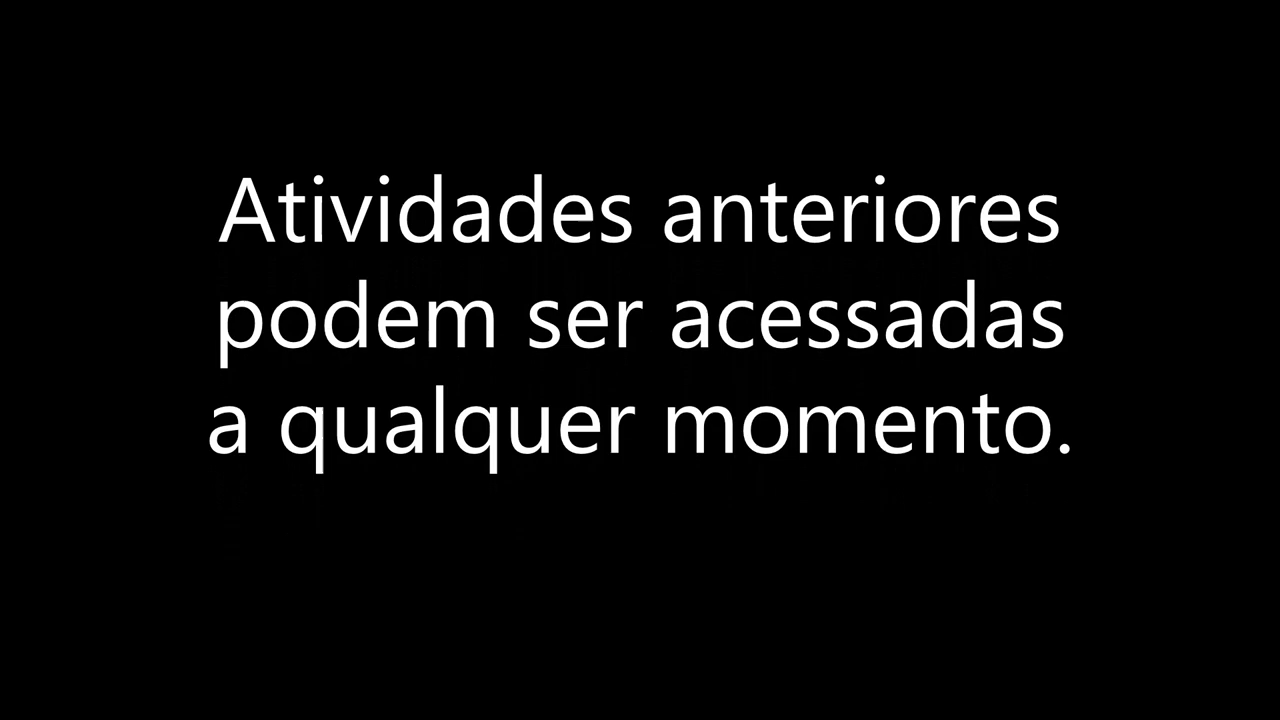 Atividades anteriores
podem ser acessadas
a qualquer momento.